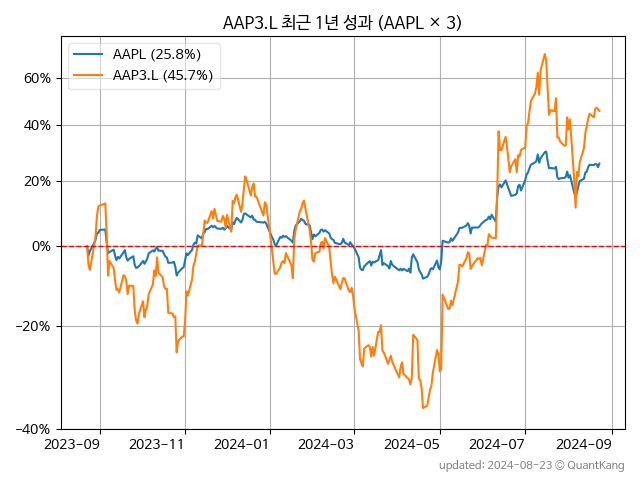 AAP3.L 최근 1년 성과 (AAPL × 3)
AAPL (25.8%)
AAP3.L (45.7%)
60%
40%
20%
0%
−20%
−40%
2023-09 2023-11 2024-01 2024-03 2024-05 2024-07 2024-09
updated: 2024-08-23 © QuantKang